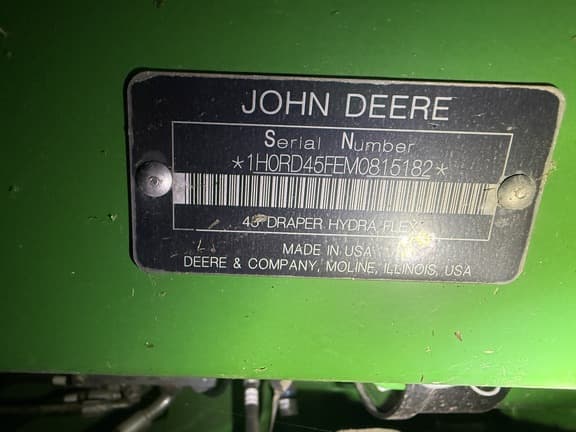 JOHN DEERE
Serial Number
*1H0RD45FEM0815182*
45' DRAPER HYDRA FLEX
MADE IN USA
DEERE & COMPANY, MOLINE, ILLINOIS, USA